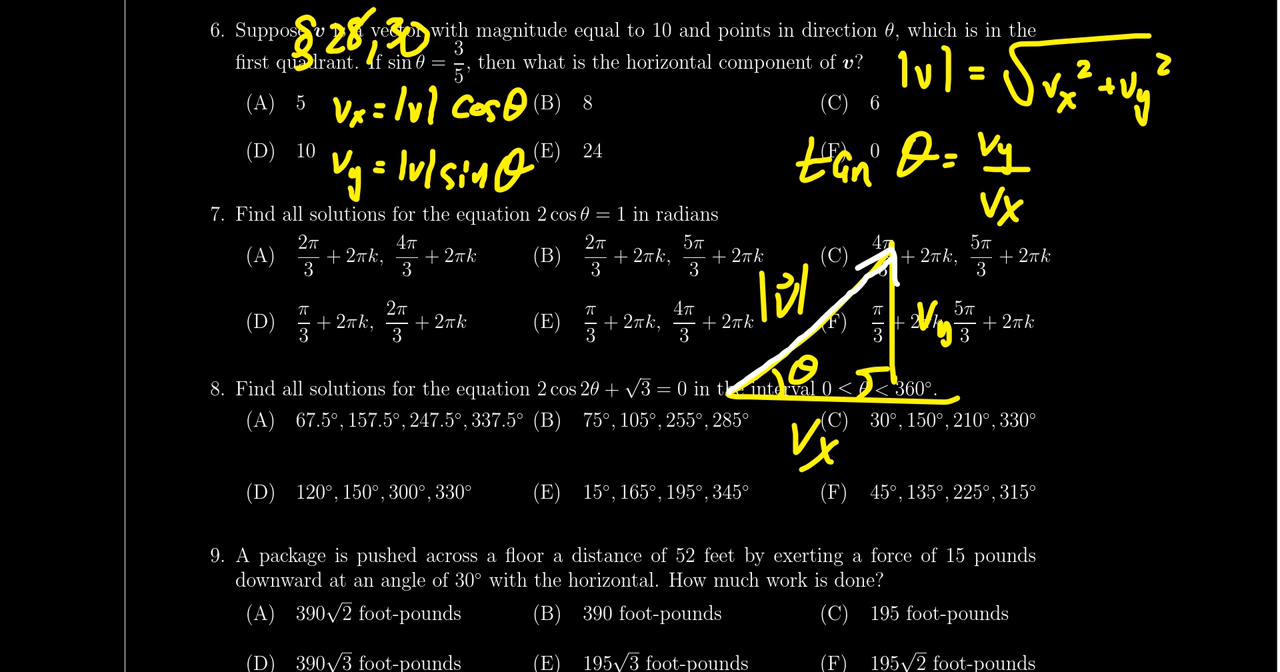 6. Suppose v is a vector with magnitude equal to 10 and points in direction θ, which is in the
§28,30
first quadrant. If sin θ = 3/5, then what is the horizontal component of v?
|v| = √(vx² + vy²)
(A) 5 (B) 8 (C) 6
vx = |v| cosθ
(D) 10 (E) 24 (F) 0
vy = |v| sinθ
tan θ = vy/vx
7. Find all solutions for the equation 2 cos θ = 1 in radians
(A) 2π/3 + 2πk, 4π/3 + 2πk (B) 2π/3 + 2πk, 5π/3 + 2πk (C) 4π/3 + 2πk, 5π/3 + 2πk
(D) π/3 + 2πk, 2π/3 + 2πk (E) π/3 + 2πk, 4π/3 + 2πk (F) π/3 + 2πk, 5π/3 + 2πk
|v⃗|
vy
θ
8. Find all solutions for the equation 2 cos 2θ + √3 = 0 in the interval 0 < θ < 360°.
(A) 67.5°, 157.5°, 247.5°, 337.5° (B) 75°, 105°, 255°, 285° (C) 30°, 150°, 210°, 330°
vx
(D) 120°, 150°, 300°, 330° (E) 15°, 165°, 195°, 345° (F) 45°, 135°, 225°, 315°
9. A package is pushed across a floor a distance of 52 feet by exerting a force of 15 pounds
downward at an angle of 30° with the horizontal. How much work is done?
(A) 390√2 foot-pounds (B) 390 foot-pounds (C) 195 foot-pounds
(D) 390√3 foot-pounds (E) 195√3 foot-pounds (F) 195√2 foot-pounds